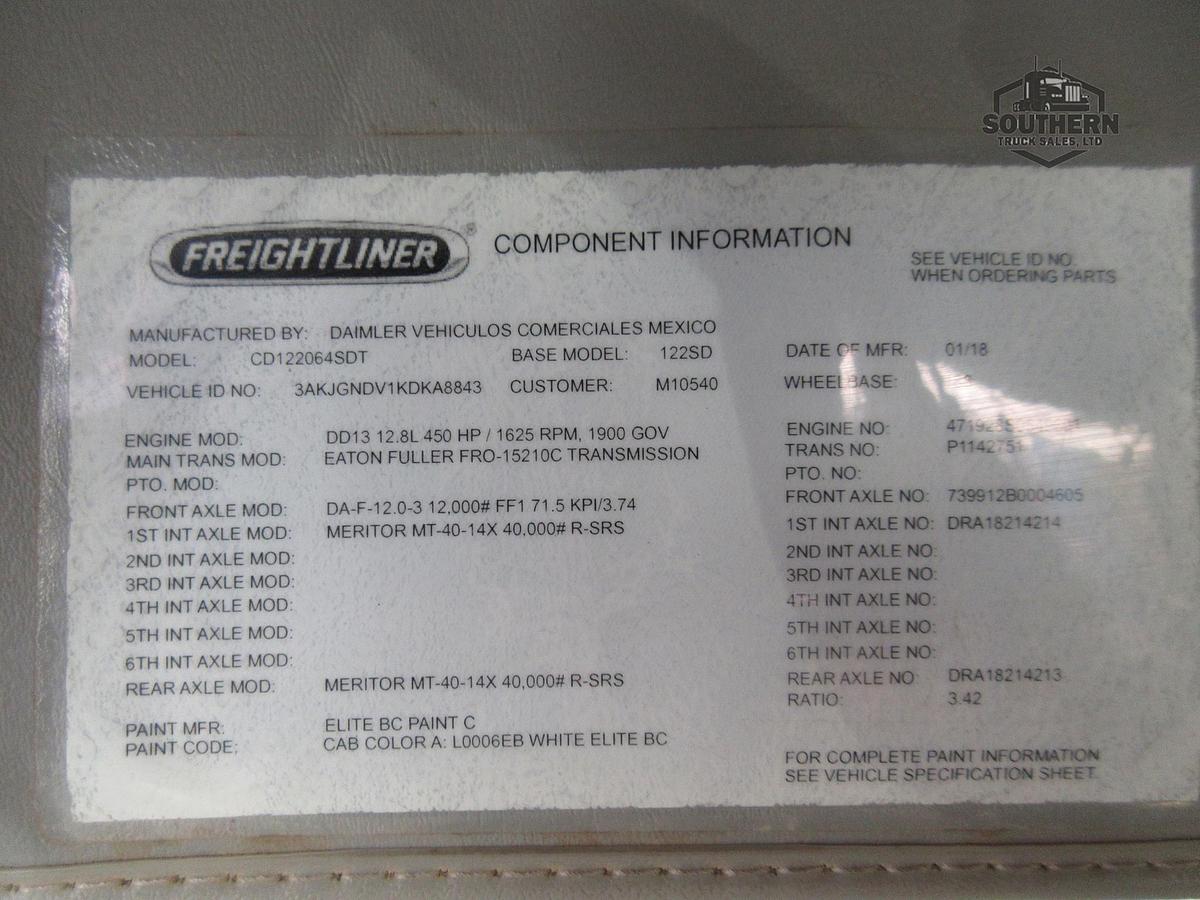 SOUTHERN
TRUCK SALES, LTD
FREIGHTLINER®
COMPONENT INFORMATION
SEE VEHICLE ID NO.
WHEN ORDERING PARTS
MANUFACTURED BY: DAIMLER VEHICULOS COMERCIALES MEXICO
MODEL: CD122064SDT BASE MODEL: 122SD DATE OF MFR: 01/18
VEHICLE ID NO: 3AKJGNDV1KDKA8843 CUSTOMER: M10540 WHEELBASE:
ENGINE MOD: DD13 12.8L 450 HP / 1625 RPM, 1900 GOV ENGINE NO:
MAIN TRANS MOD: EATON FULLER FRO-15210C TRANSMISSION TRANS NO: P1142751
PTO. MOD: PTO. NO:
FRONT AXLE MOD: DA-F-12.0-3 12,000# FF1 71.5 KPI/3.74 FRONT AXLE NO: 739912B0004605
1ST INT AXLE MOD: MERITOR MT-40-14X 40,000# R-SRS 1ST INT AXLE NO: DRA18214214
2ND INT AXLE MOD: 2ND INT AXLE NO:
3RD INT AXLE MOD: 3RD INT AXLE NO:
4TH INT AXLE MOD: 4TH INT AXLE NO:
5TH INT AXLE MOD: 5TH INT AXLE NO:
6TH INT AXLE MOD: 6TH INT AXLE NO:
REAR AXLE MOD: MERITOR MT-40-14X 40,000# R-SRS REAR AXLE NO: DRA18214213
RATIO: 3.42
PAINT MFR: ELITE BC PAINT C
PAINT CODE: CAB COLOR A: L0006EB WHITE ELITE BC
FOR COMPLETE PAINT INFORMATION
SEE VEHICLE SPECIFICATION SHEET.